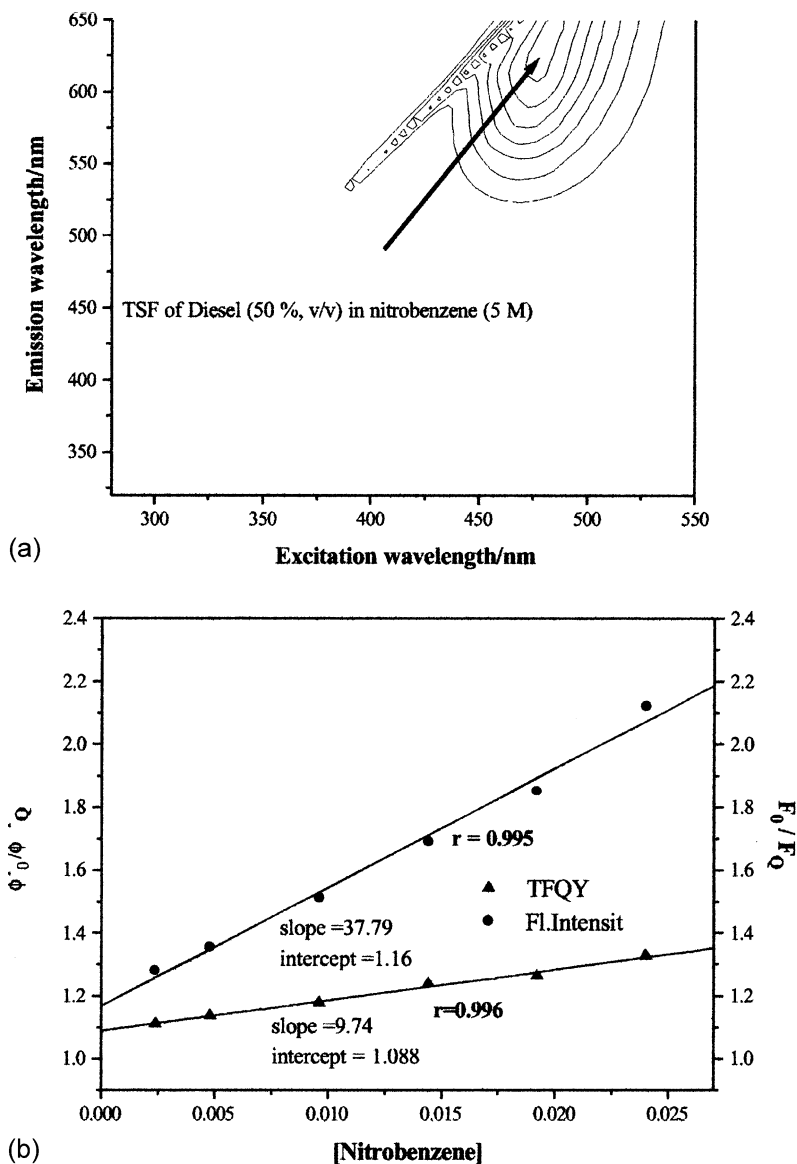 650
600
550
500
450
400
350
Emission wavelength/nm
TSF of Diesel (50 %, v/v) in nitrobenzene (5 M)
300 350 400 450 500 550
Excitation wavelength/nm
(a)
2.4
2.2
2.0
1.8
1.6
1.4
1.2
1.0
2.4
2.2
2.0
1.8
1.6
1.4
1.2
1.0
F0 / FQ
r = 0.995
TFQY
Fl.Intensit
slope =37.79
intercept =1.16
r=0.996
slope =9.74
intercept = 1.088
0.000 0.005 0.010 0.015 0.020 0.025
[Nitrobenzene]
(b)